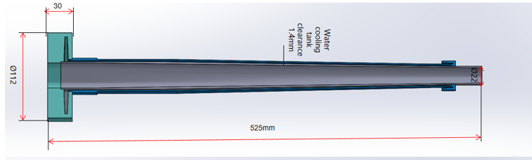 30
Water
cooling
tank
clearance
1.4mm
Ø112
Ø22
525mm